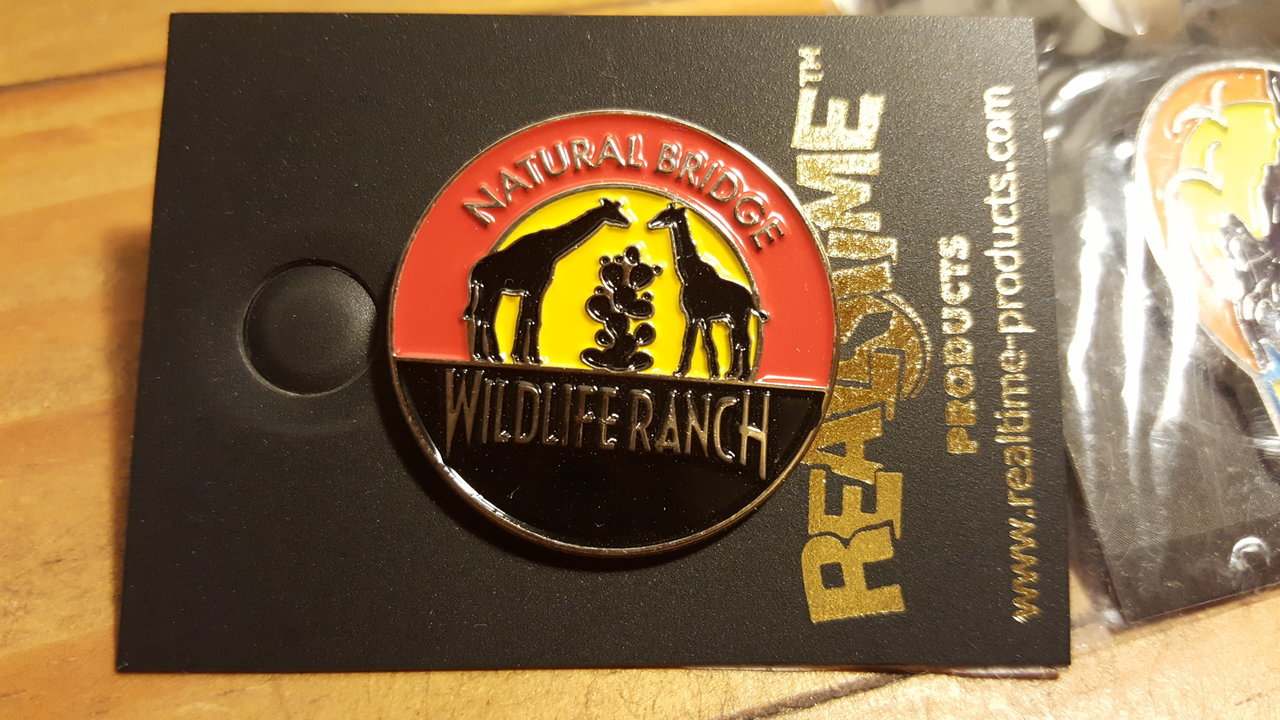 NATURAL BRIDGE
WILDLIFE RANCH
REALTIME™
PRODUCTS
www.realtime-products.com